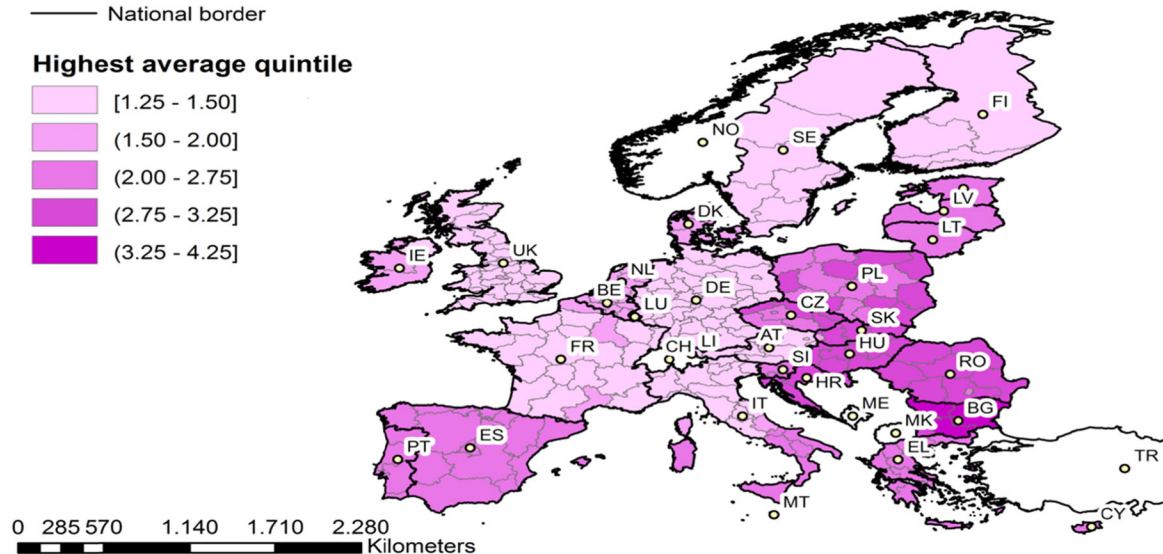 National border
Highest average quintile
[1.25 - 1.50]
(1.50 - 2.00]
(2.00 - 2.75]
(2.75 - 3.25]
(3.25 - 4.25]
FI
NO
SE
LV
DK
LT
UK
IE
NL
PL
BE
DE
LU
CZ
SK
AT
FR
CH
LI
HU
SI
RO
HR
IT
ME
BG
MK
ES
PT
EL
TR
MT
CY
0 285 570 1.140 1.710 2.280
Kilometers